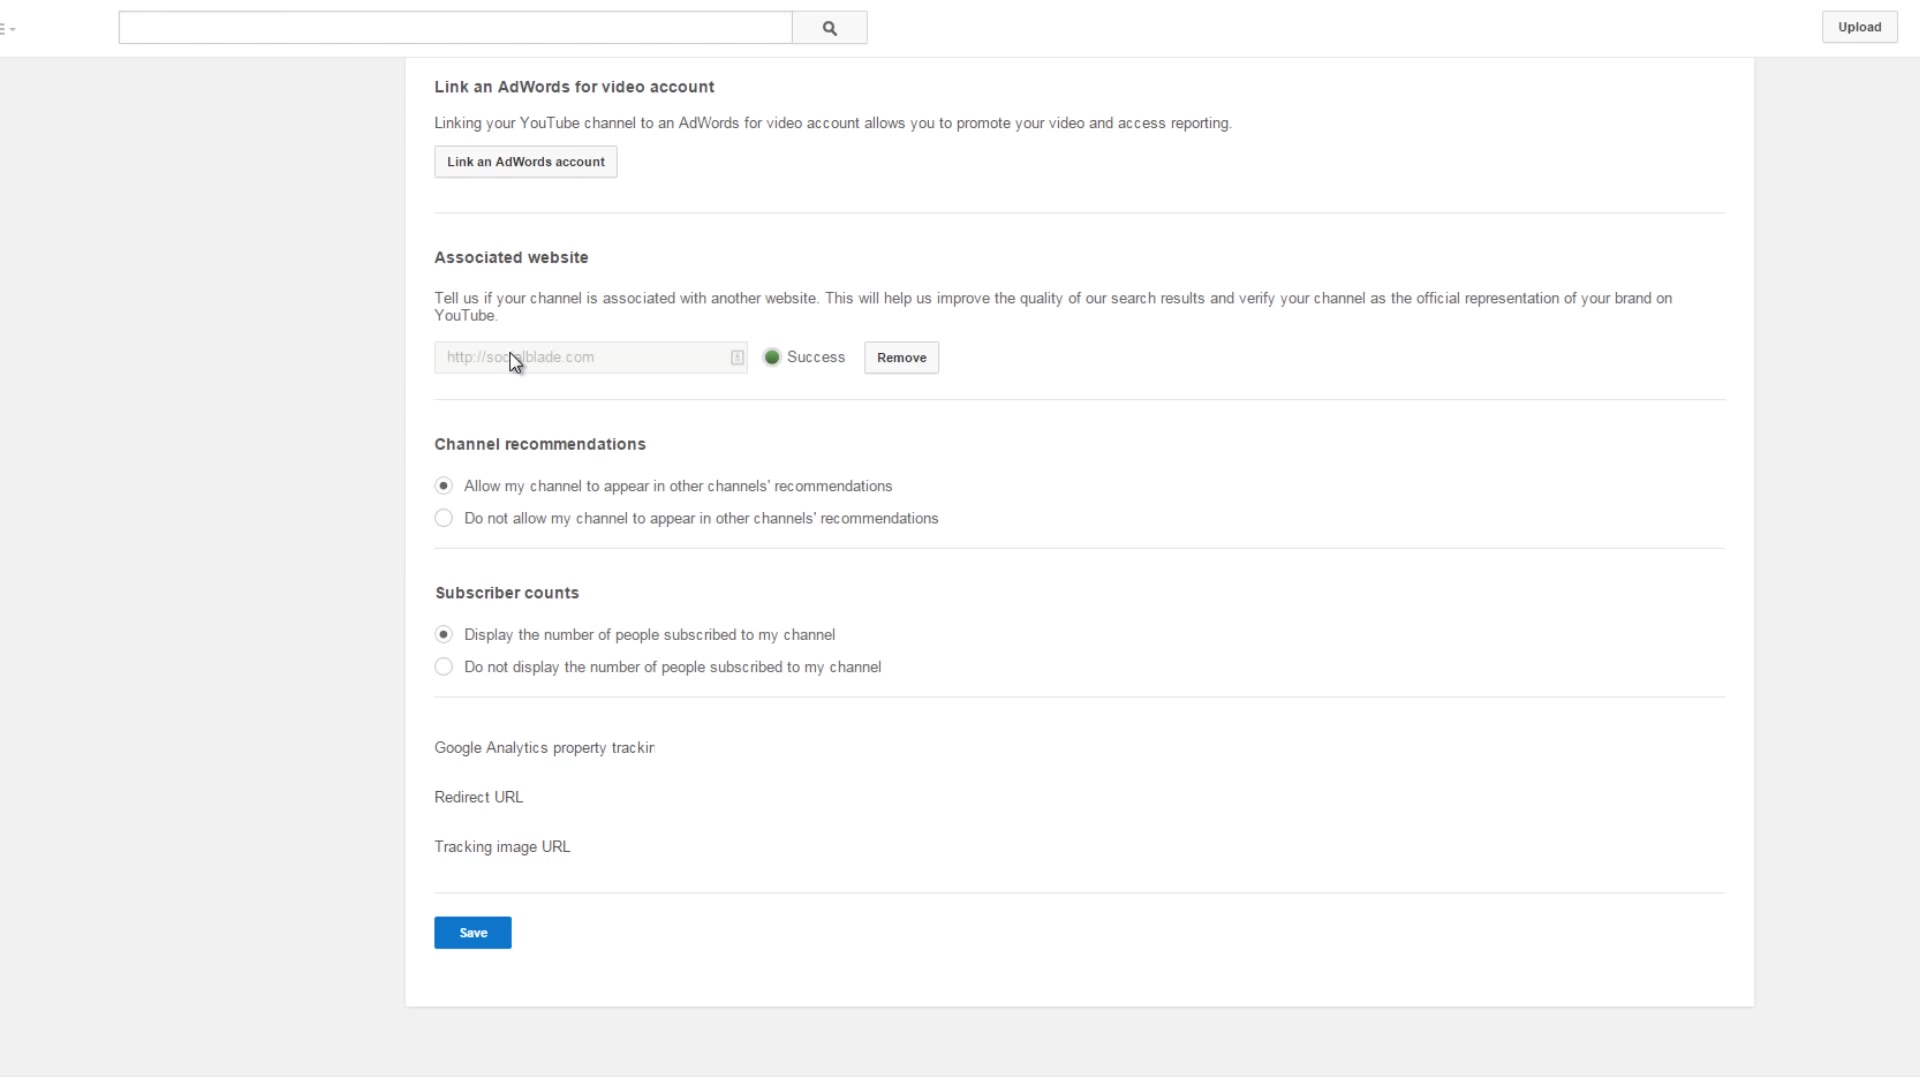 Upload
Link an AdWords for video account
Linking your YouTube channel to an AdWords for video account allows you to promote your video and access reporting.
Link an AdWords account
Associated website
Tell us if your channel is associated with another website. This will help us improve the quality of our search results and verify your channel as the official representation of your brand on
YouTube.
http://socialblade.com Success Remove
Channel recommendations
Allow my channel to appear in other channels' recommendations
Do not allow my channel to appear in other channels' recommendations
Subscriber counts
Display the number of people subscribed to my channel
Do not display the number of people subscribed to my channel
Google Analytics property trackin
Redirect URL
Tracking image URL
Save